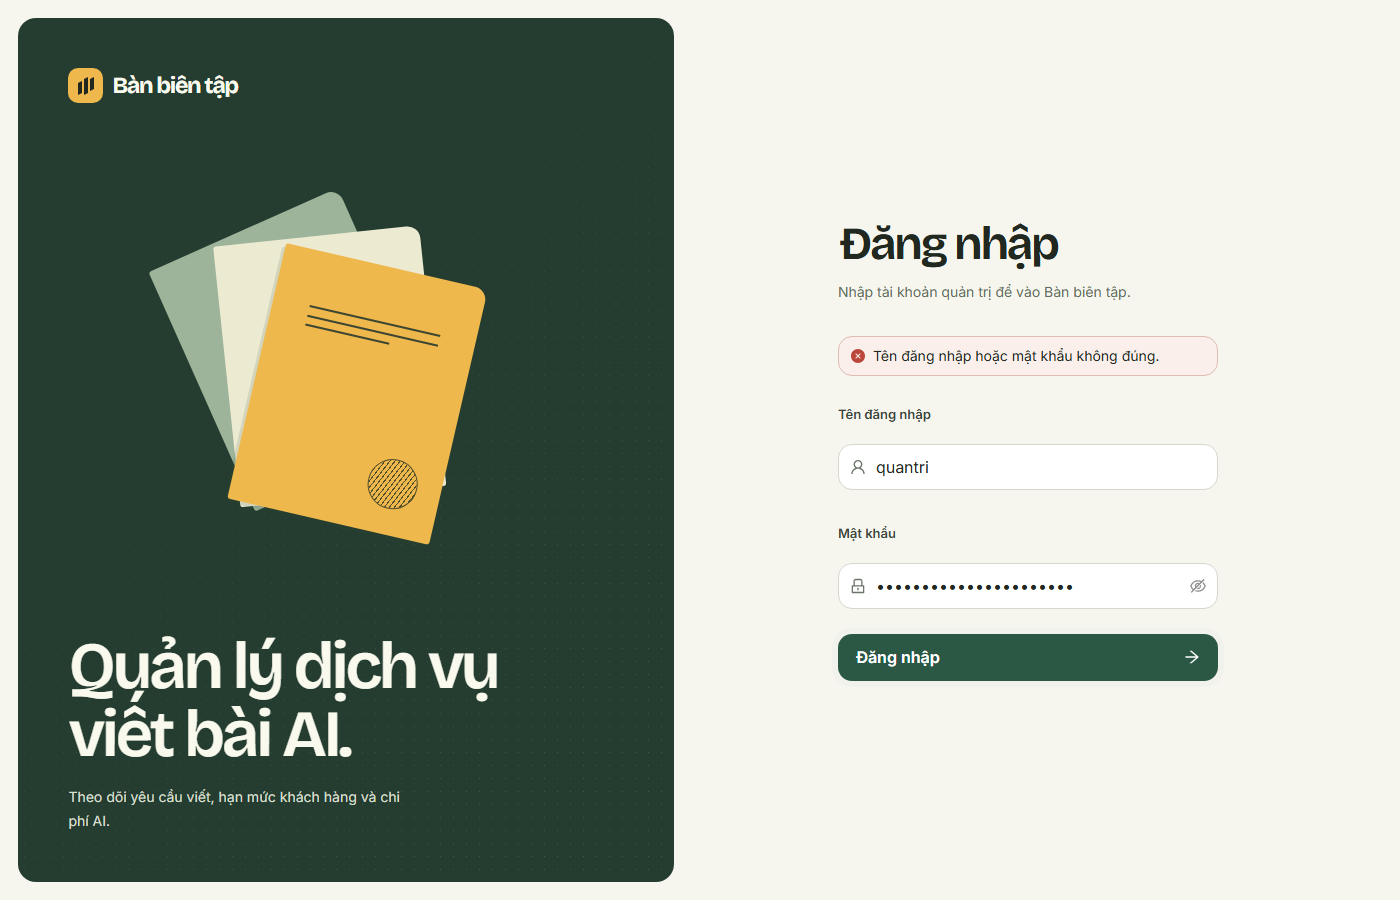 Bàn biên tập
Quản lý dịch vụ
viết bài AI.
Theo dõi yêu cầu viết, hạn mức khách hàng và chi
phí AI.
Đăng nhập
Nhập tài khoản quản trị để vào Bàn biên tập.
Tên đăng nhập hoặc mật khẩu không đúng.
Tên đăng nhập
quantri
Mật khẩu
Đăng nhập